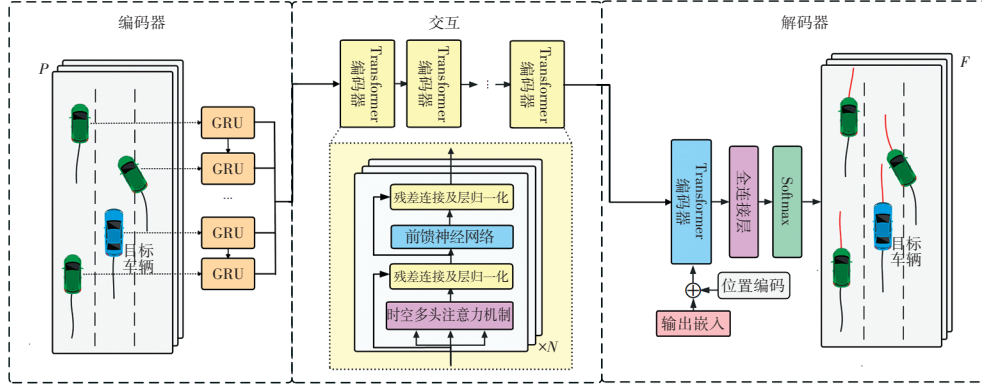 编码器
交互
解码器
P
GRU
GRU
...
GRU
GRU
目标
车辆
Transformer
编码器
Transformer
编码器
...
Transformer
编码器
残差连接及层归一化
前馈神经网络
残差连接及层归一化
时空多头注意力机制
×N
Transformer
编码器
全连接层
Softmax
位置编码
输出嵌入
F
目标
车辆